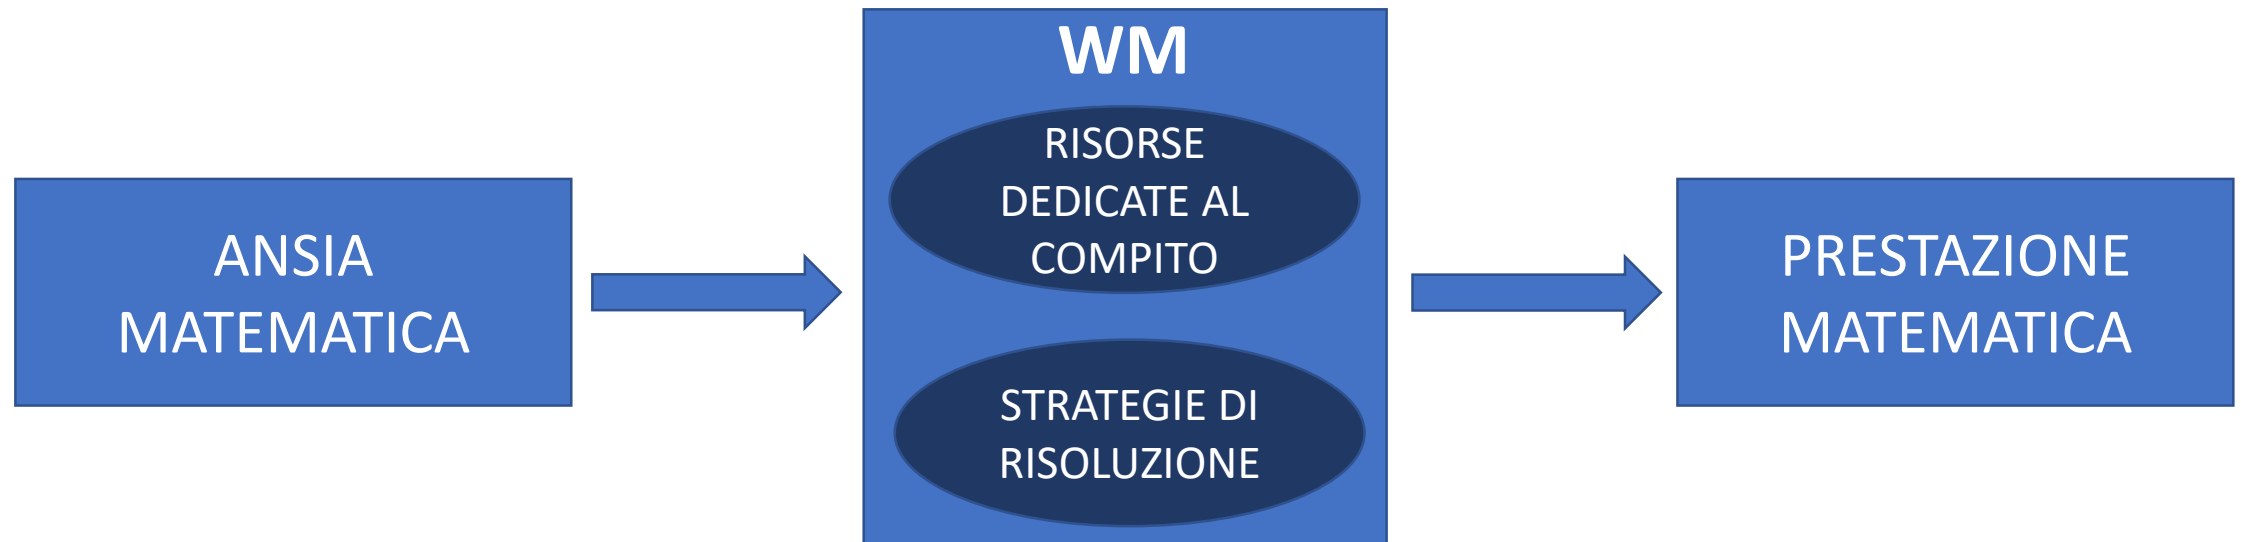 ANSIA
MATEMATICA
WM
RISORSE
DEDICATE AL
COMPITO
STRATEGIE DI
RISOLUZIONE
PRESTAZIONE
MATEMATICA